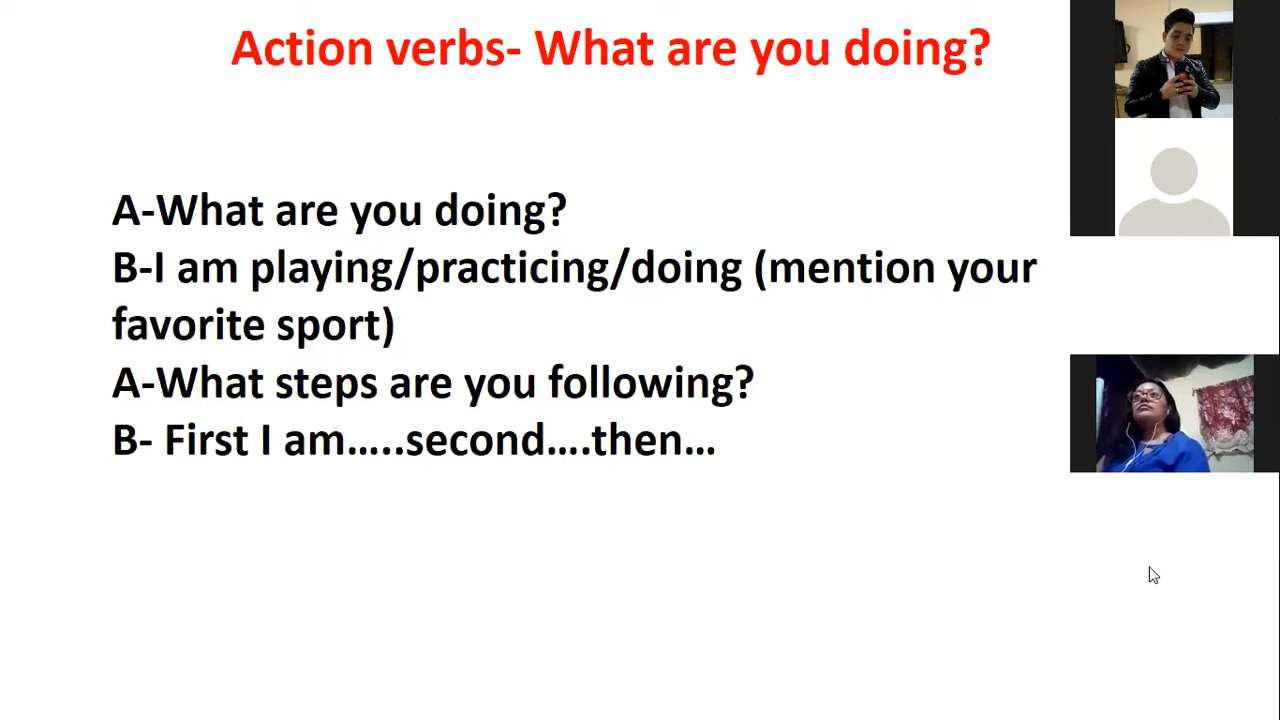 Action verbs- What are you doing?
A-What are you doing?
B-I am playing/practicing/doing (mention your
favorite sport)
A-What steps are you following?
B- First I am…..second….then…